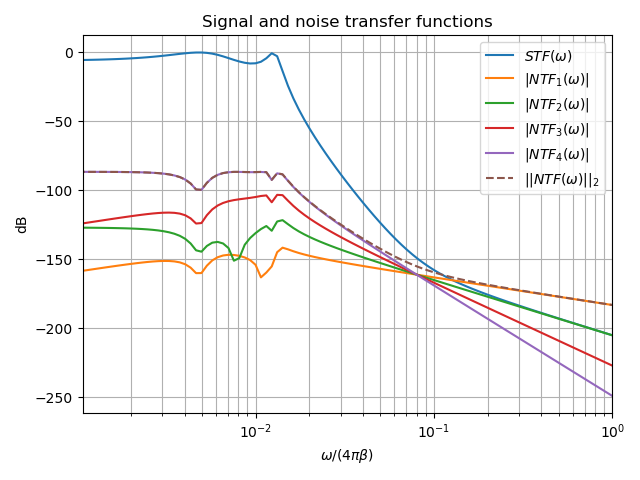 Signal and noise transfer functions
0
−50
−100
−150
−200
−250
dB
10⁻²
10⁻¹
10⁰
ω/(4πβ)
STF(ω)
|NTF₁(ω)|
|NTF₂(ω)|
|NTF₃(ω)|
|NTF₄(ω)|
||NTF(ω)||₂